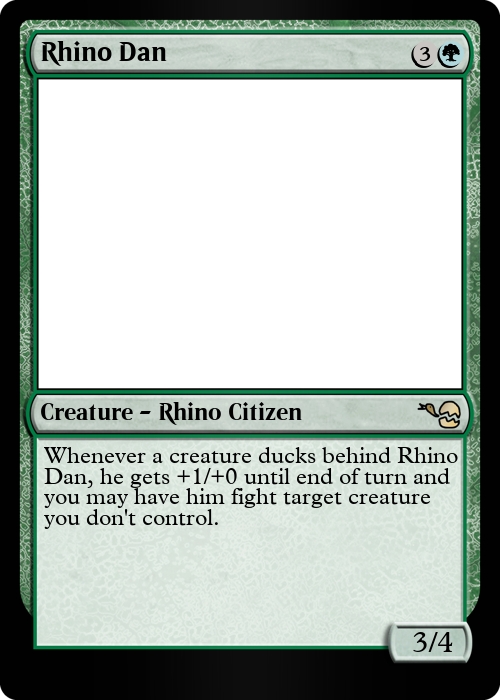 Rhino Dan 3
Creature – Rhino Citizen
Whenever a creature ducks behind Rhino
Dan, he gets +1/+0 until end of turn and
you may have him fight target creature
you don't control.
3/4